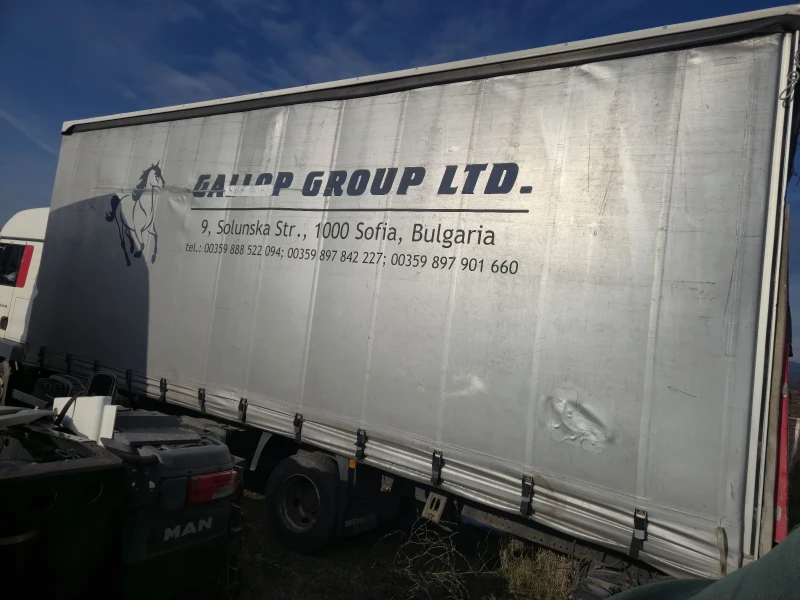 GALLOP GROUP LTD.
9, Solunska Str., 1000 Sofia, Bulgaria
tel.: 00359 888 522 094; 00359 897 842 227; 00359 897 901 660
MAN